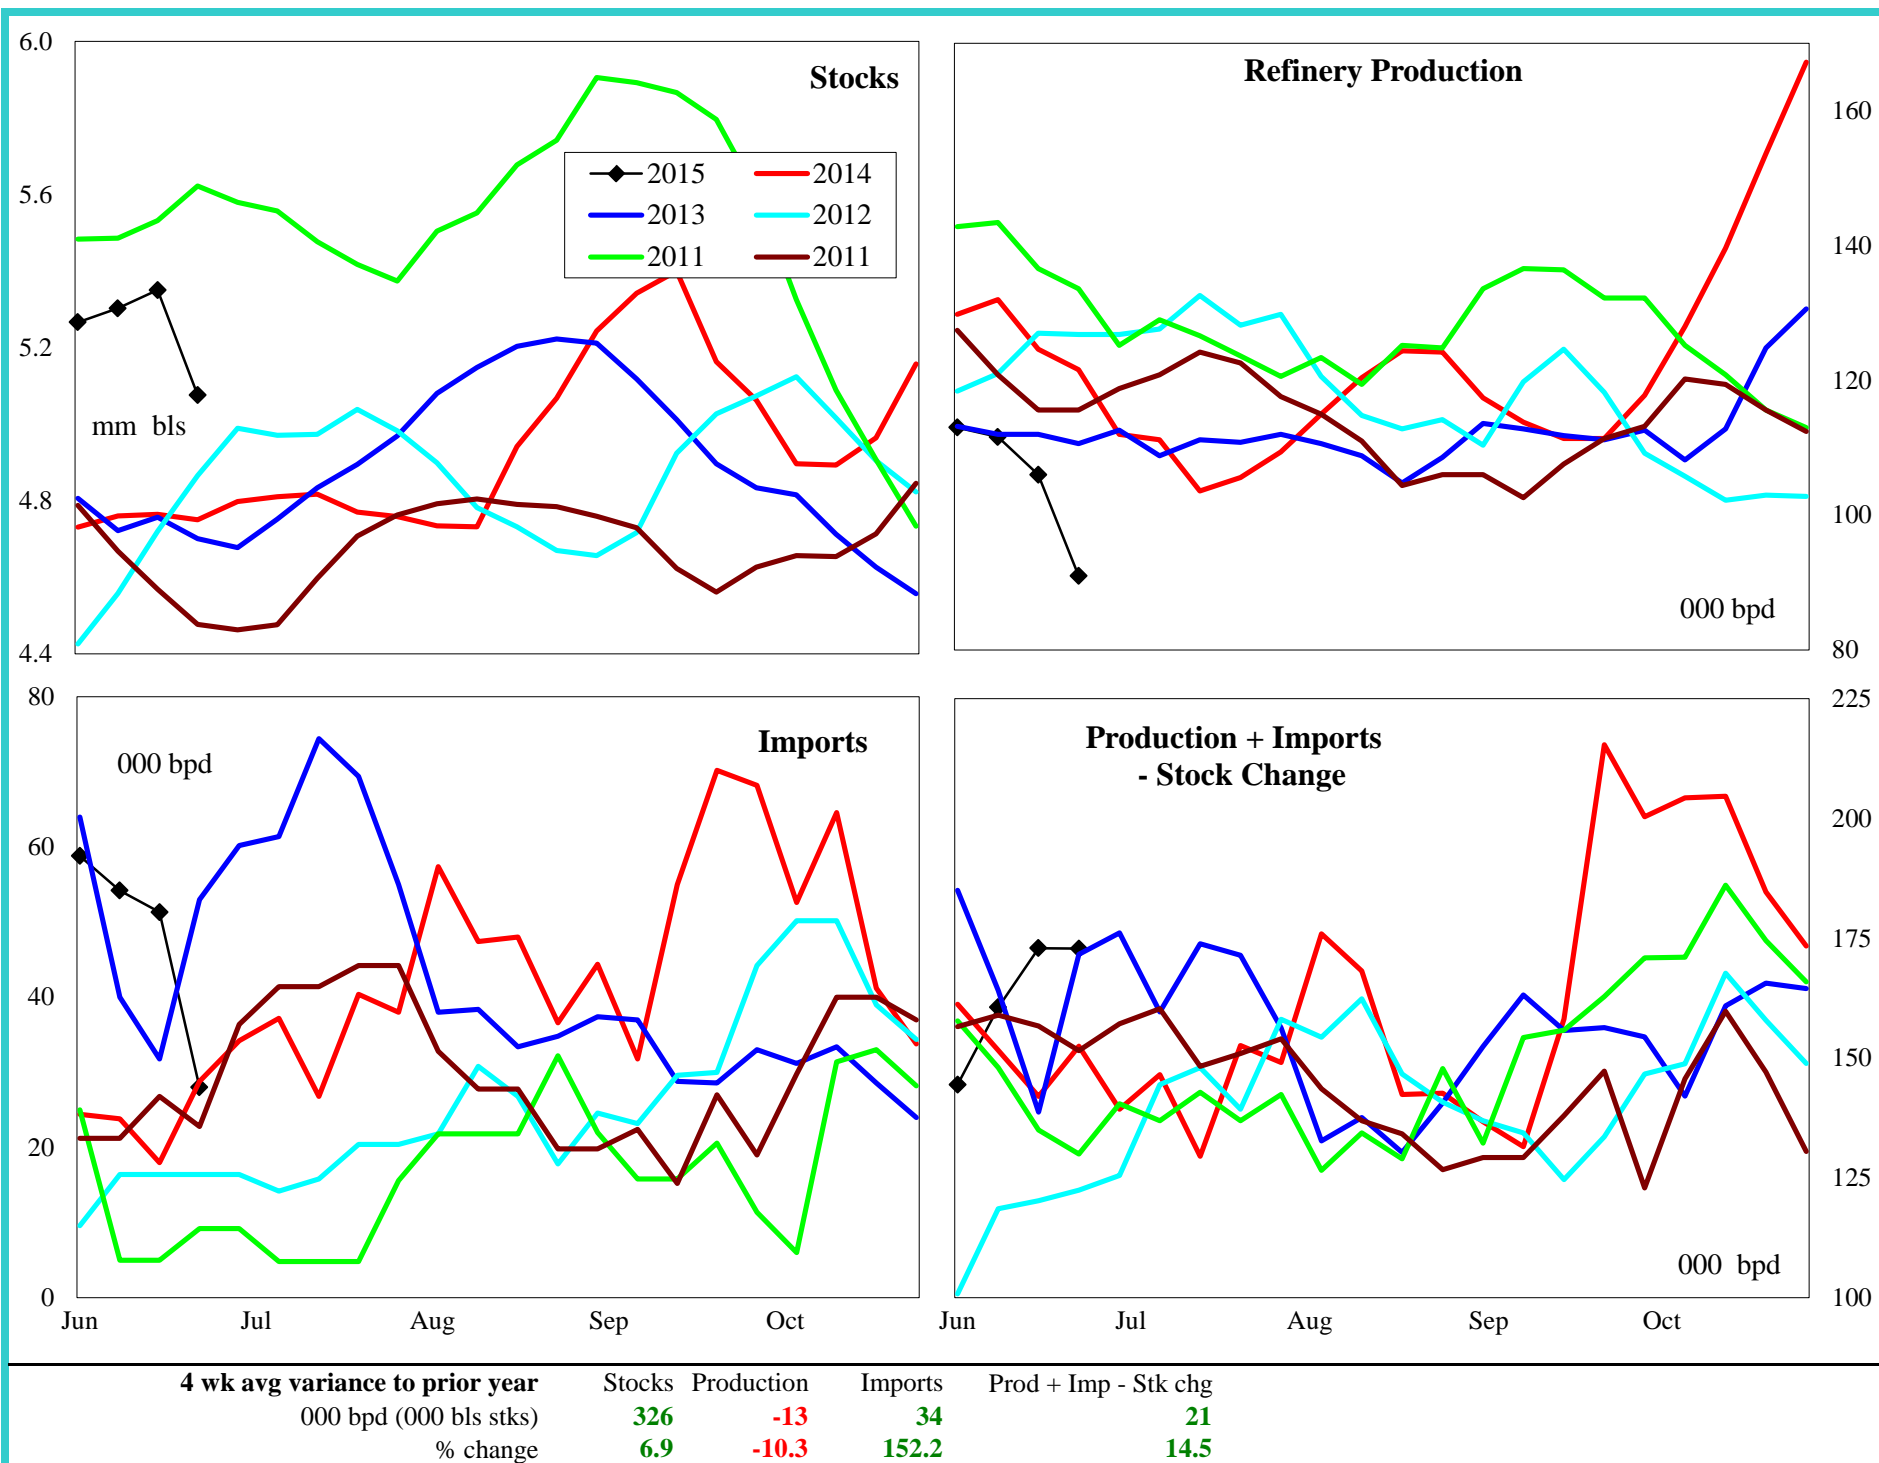 Stocks
6.0
5.6
5.2
4.8
4.4
mm bls
2015 2014
2013 2012
2011 2011
Refinery Production
160
140
120
100
80
000 bpd
Imports
000 bpd
80
60
40
20
0
Jun Jul Aug Sep Oct
Production + Imports
- Stock Change
225
200
175
150
125
100
000 bpd
Jun Jul Aug Sep Oct
4 wk avg variance to prior year Stocks Production Imports Prod + Imp - Stk chg
000 bpd (000 bls stks) 326 -13 34 21
% change 6.9 -10.3 152.2 14.5